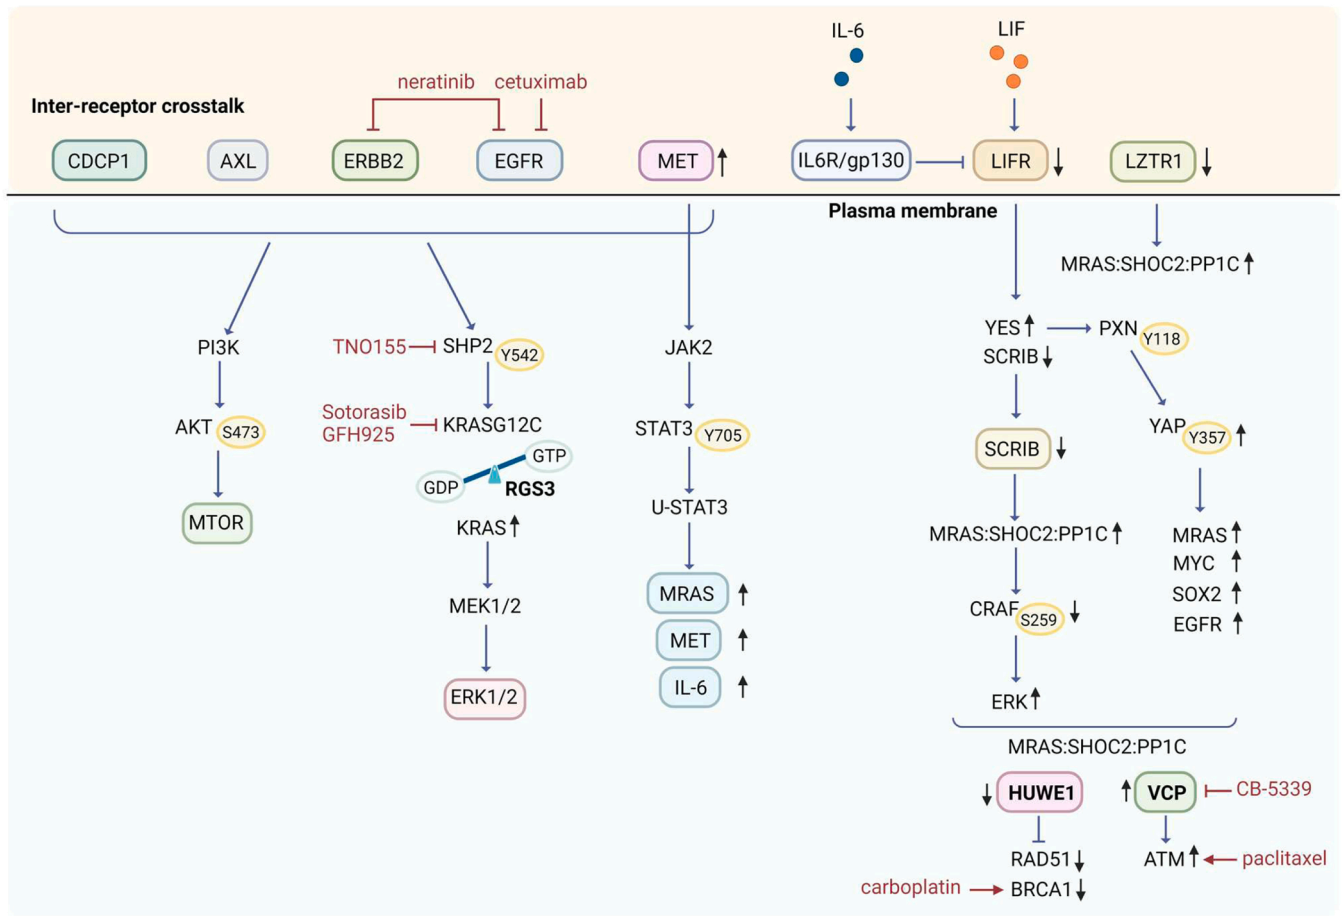 IL-6
LIF
neratinib
cetuximab
Inter-receptor crosstalk
CDCP1
AXL
ERBB2
EGFR
MET
IL6R/gp130
LIFR
LZTR1
Plasma membrane
MRAS:SHOC2:PP1C
PI3K
AKT
S473
MTOR
TNO155
SHP2
Y542
Sotorasib
GFH925
KRASG12C
GTP
GDP
RGS3
KRAS
MEK1/2
ERK1/2
JAK2
STAT3
Y705
U-STAT3
MRAS
MET
IL-6
YES
SCRIB
PXN
Y118
YAP
Y357
SCRIB
MRAS:SHOC2:PP1C
CRAF
S259
ERK
MRAS
MYC
SOX2
EGFR
MRAS:SHOC2:PP1C
HUWE1
VCP
CB-5339
RAD51
ATM
paclitaxel
carboplatin
BRCA1